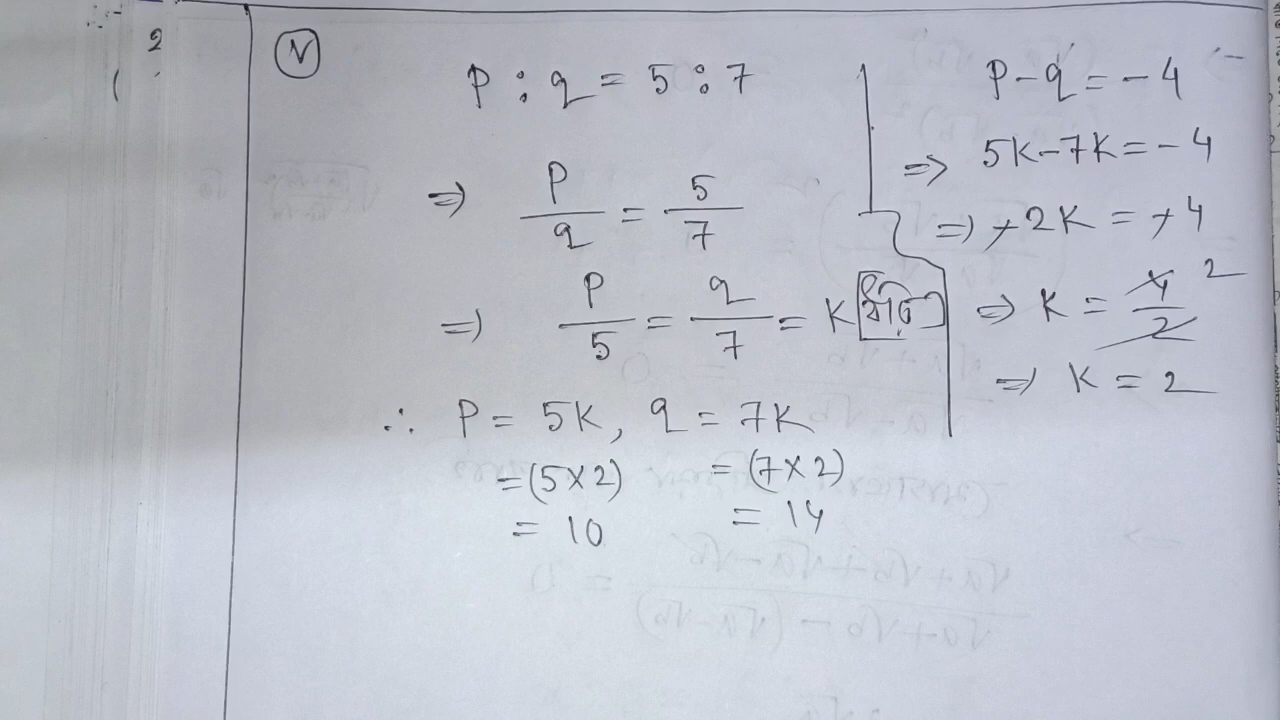 2
(V)
P : q = 5 : 7
=> P/q = 5/7
=> P/5 = q/7 = K [ধরি]
∴ P = 5K, q = 7K
= (5×2) = (7×2)
= 10 = 14
P - q = -4
=> 5K - 7K = -4
=> -2K = -4
=> K = 4/2 2
=> K = 2